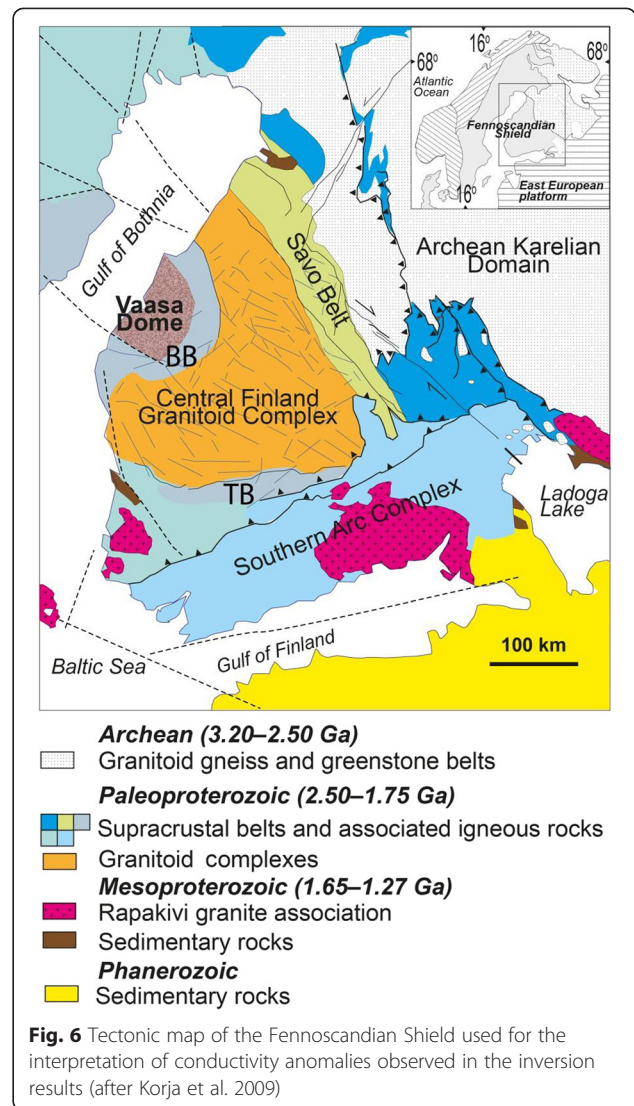 16°
68°
68°
Atlantic
Ocean
Fennoscandian
Shield
16°
East European
platform
Gulf of Bothnia
Savo Belt
Archean Karelian
Domain
Vaasa
Dome
BB
Central Finland
Granitoid Complex
TB
Southern Arc Complex
Ladoga
Lake
Gulf of Finland
Baltic Sea
100 km
Archean (3.20–2.50 Ga)
Granitoid gneiss and greenstone belts
Paleoproterozoic (2.50–1.75 Ga)
Supracrustal belts and associated igneous rocks
Granitoid complexes
Mesoproterozoic (1.65–1.27 Ga)
Rapakivi granite association
Sedimentary rocks
Phanerozoic
Sedimentary rocks
Fig. 6 Tectonic map of the Fennoscandian Shield used for the
interpretation of conductivity anomalies observed in the inversion
results (after Korja et al. 2009)